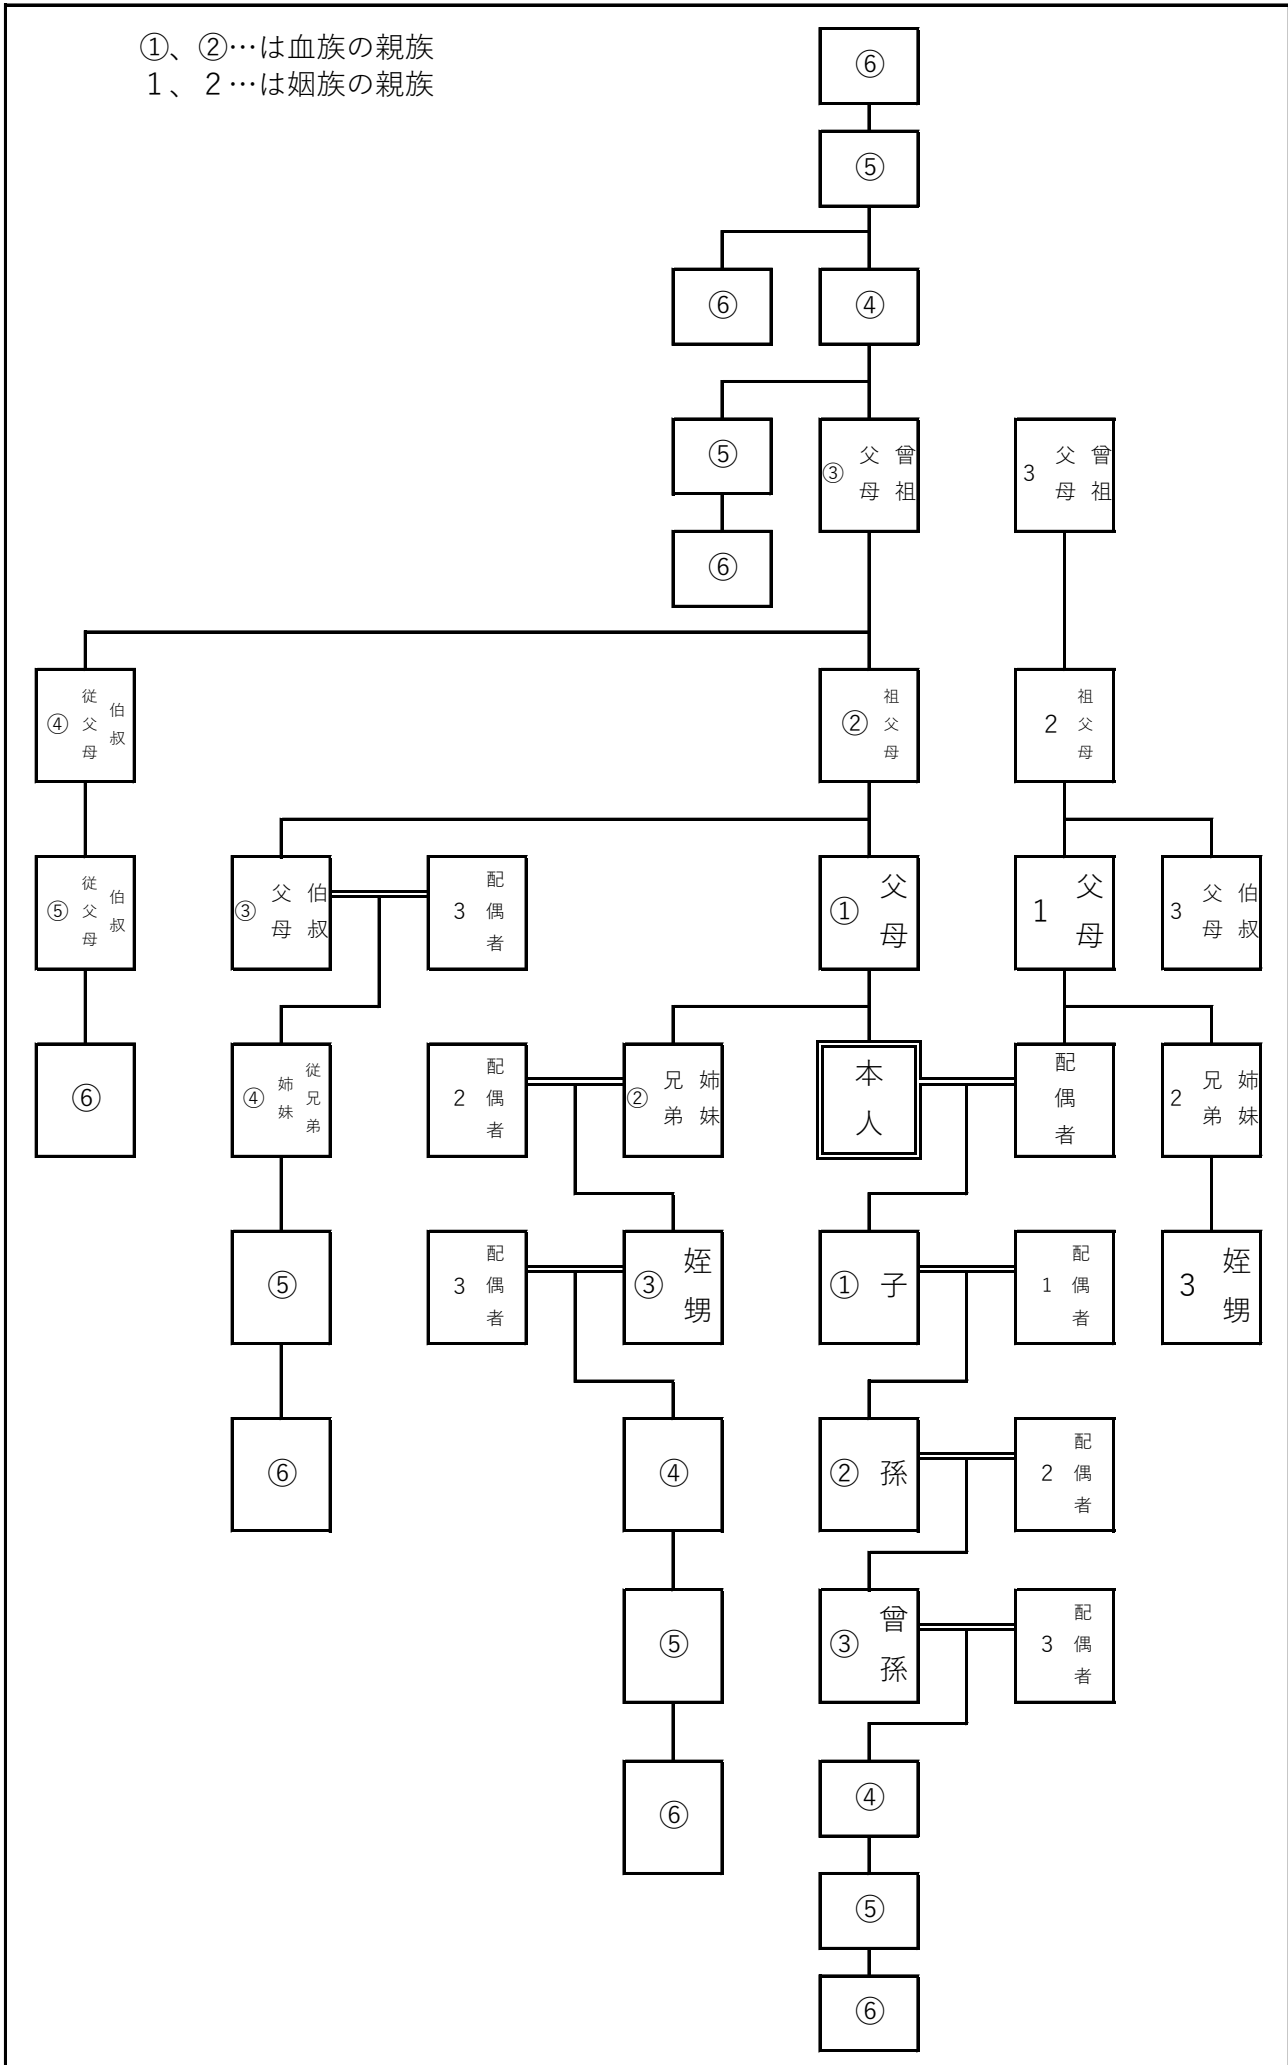 ①、②…は血族の親族
１、２…は姻族の親族
⑥
⑤
⑥
④
⑤
③ 曾祖父母
3 曾祖父母
⑥
④ 伯叔従父母
② 祖父母
2 祖父母
⑤ 伯叔従父母
③ 伯叔父母
3 配偶者
① 父母
1 父母
3 伯叔父母
⑥
④ 従兄弟姉妹
2 配偶者
② 姉妹兄弟
本人
配偶者
2 姉妹兄弟
⑤
3 配偶者
③ 姪甥
① 子
1 配偶者
3 姪甥
⑥
④
② 孫
2 配偶者
⑤
③ 曾孫
3 配偶者
⑥
④
⑤
⑥